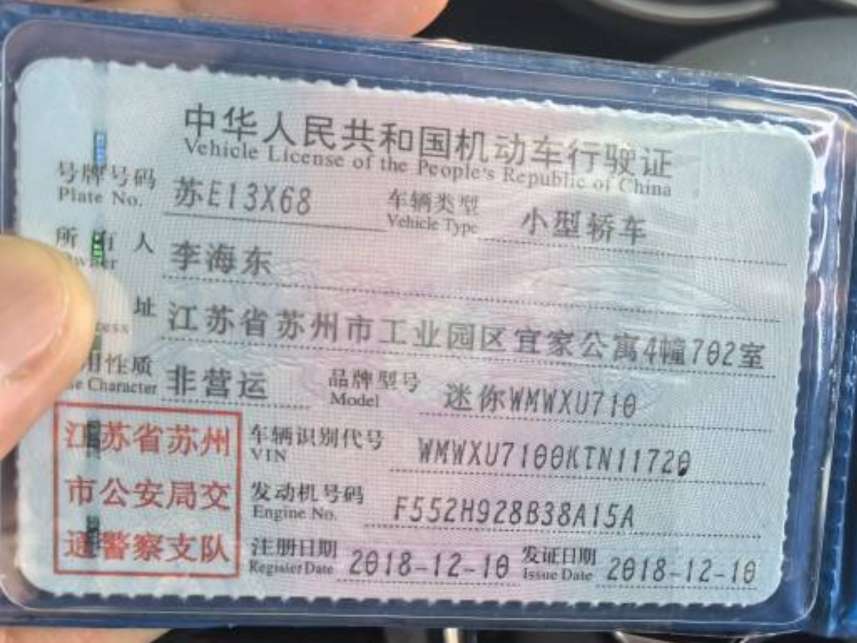 中华人民共和国机动车行驶证
Vehicle License of the People's Republic of China
号牌号码 苏E13X68 车辆类型 小型轿车
Plate No. Vehicle Type
所有人 李海东
址 江苏省苏州市工业园区宜家公寓4幢702室
用性质 非营运 品牌型号 迷你WMWXU710
Character Model
江苏省苏州
市公安局交
通警察支队
车辆识别代号 WMWXU7100KTN11720
VIN
发动机号码 F552H928B38A15A
Engine No.
注册日期 2018-12-10 发证日期 2018-12-10
Register Date Issue Date